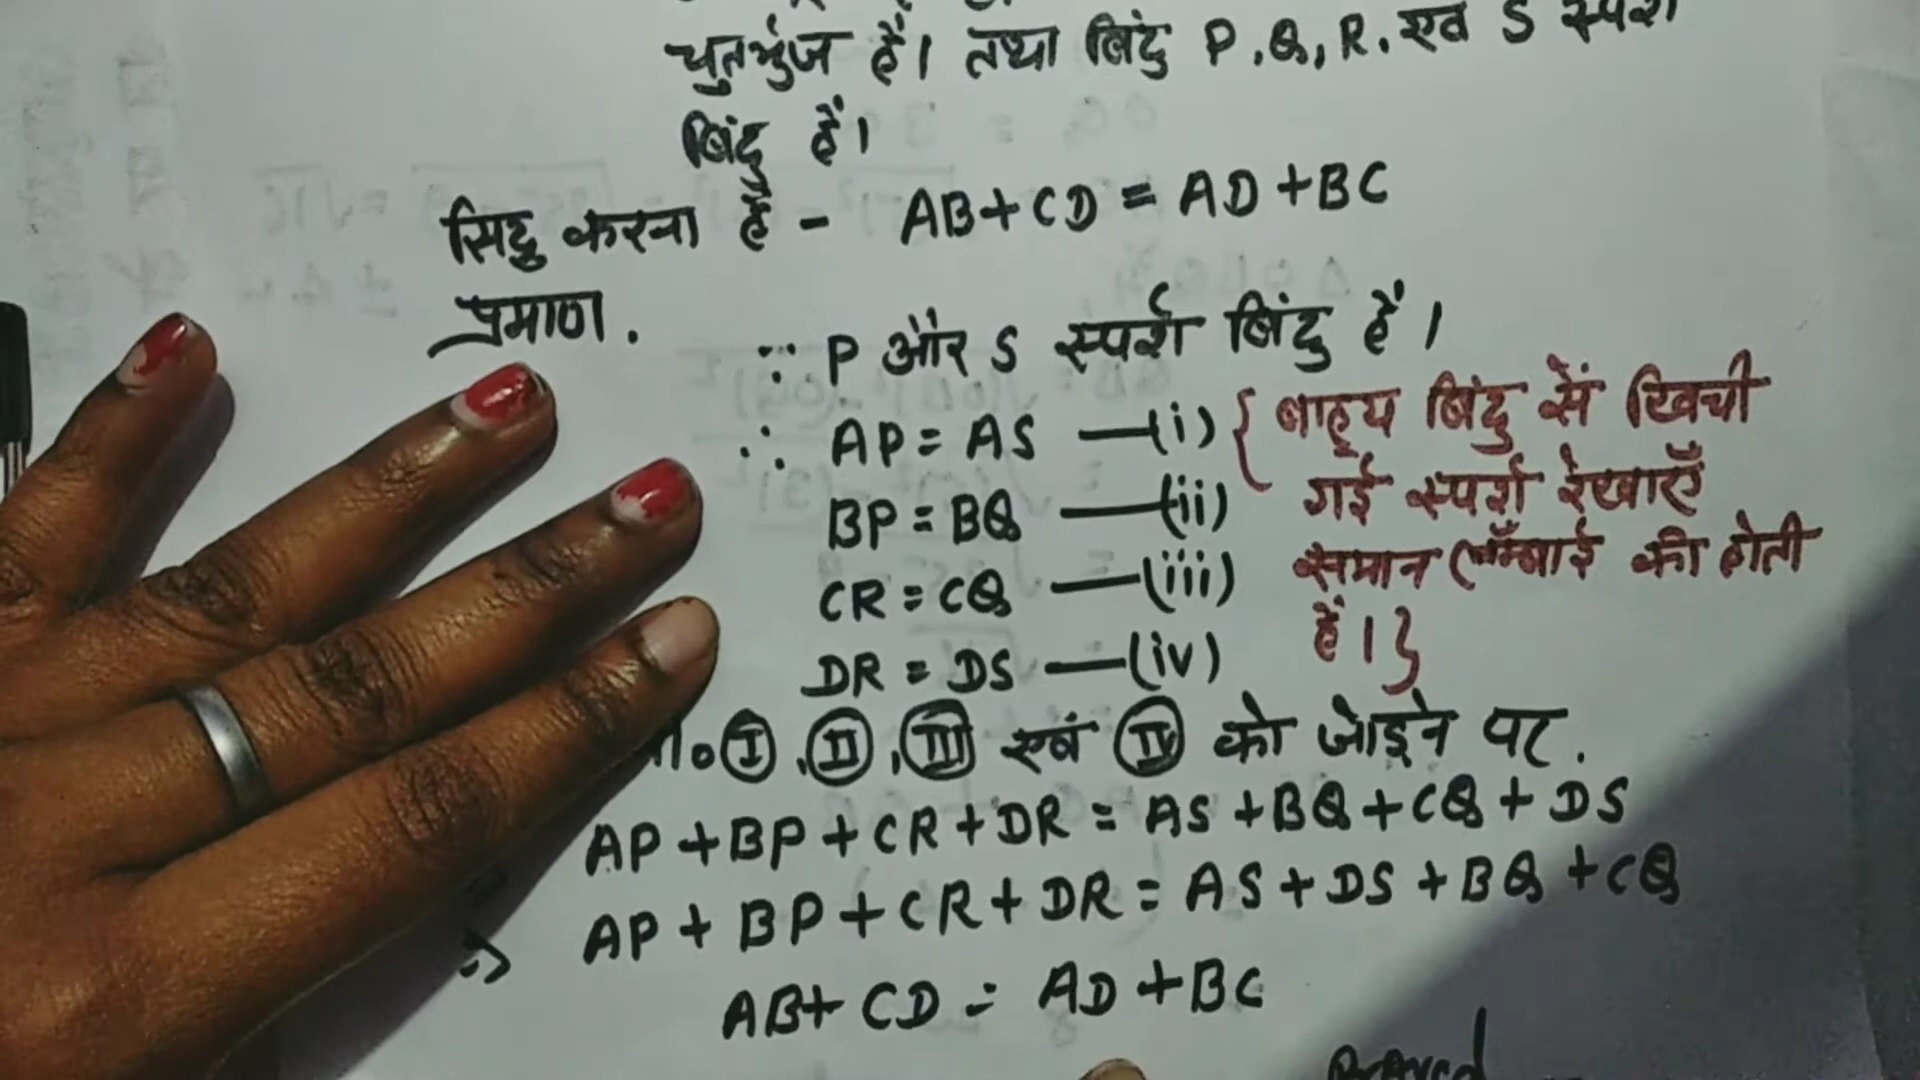 चुतर्भुज हैं। तथा बिंदु P, Q, R, एवं S स्पर्श
बिंदु हैं।
सिद्ध करना है - AB+CD = AD+BC
प्रमाण.
∵ P और S स्पर्श बिंदु हैं।
∴ AP = AS —(i) {बाह्य बिंदु सें खिची
BP = BQ —(ii) गई स्पर्श रेखाएँ
CR = CQ —(iii) समान लम्बाई की होती
DR = DS —(iv) हैं।}
I, II, III एवं IV को जोड़ने पर.
AP + BP + CR + DR = AS + BQ + CQ + DS
⇒ AP + BP + CR + DR = AS + DS + BQ + CQ
AB + CD = AD + BC
Proved